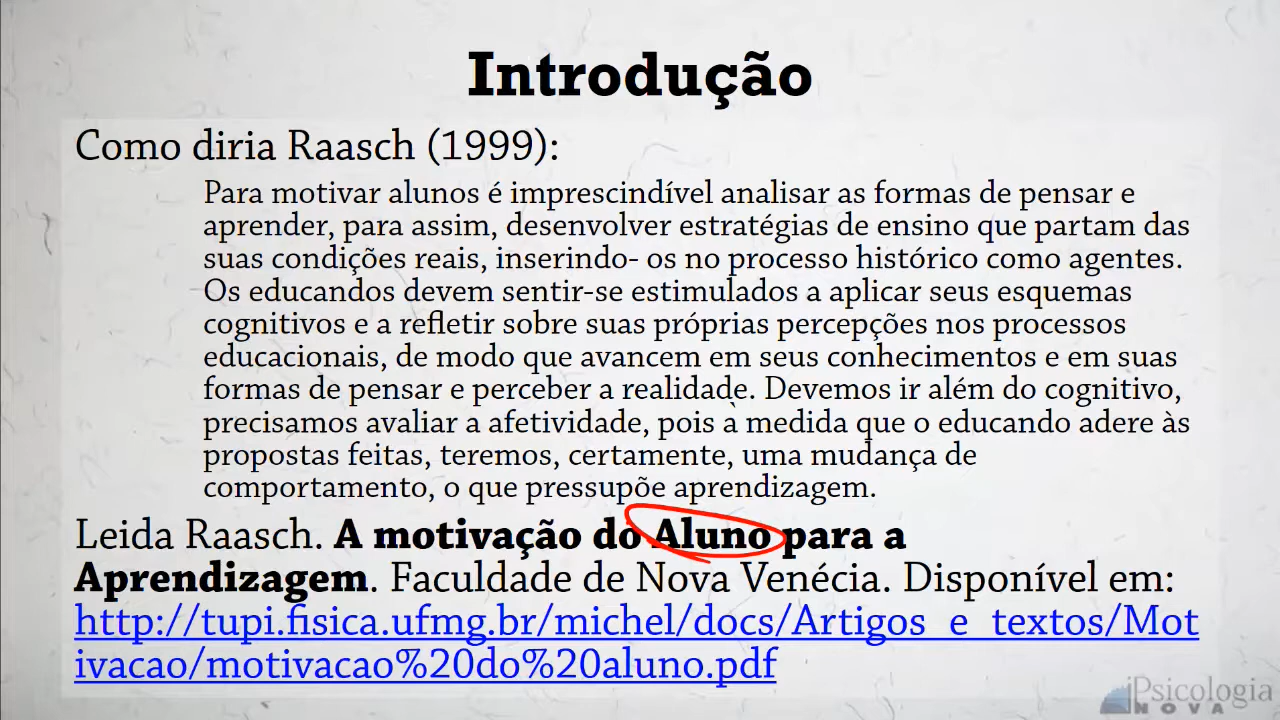 Introdução
Como diria Raasch (1999):
Para motivar alunos é imprescindível analisar as formas de pensar e
aprender, para assim, desenvolver estratégias de ensino que partam das
suas condições reais, inserindo- os no processo histórico como agentes.
Os educandos devem sentir-se estimulados a aplicar seus esquemas
cognitivos e a refletir sobre suas próprias percepções nos processos
educacionais, de modo que avancem em seus conhecimentos e em suas
formas de pensar e perceber a realidade. Devemos ir além do cognitivo,
precisamos avaliar a afetividade, pois à medida que o educando adere às
propostas feitas, teremos, certamente, uma mudança de
comportamento, o que pressupõe aprendizagem.
Leida Raasch. A motivação do Aluno para a
Aprendizagem. Faculdade de Nova Venécia. Disponível em:
http://tupi.fisica.ufmg.br/michel/docs/Artigos_e_textos/Mot
ivacao/motivacao%20do%20aluno.pdf
Psicologia
NOVA